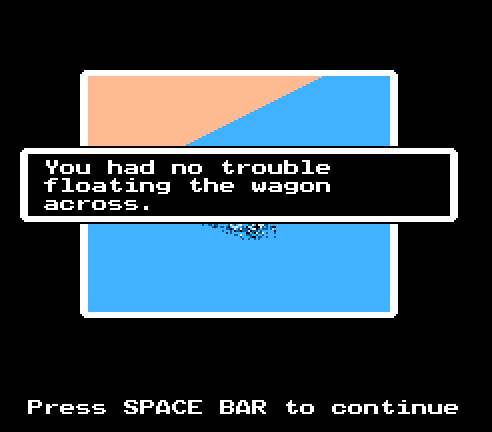 You had no trouble
floating the wagon
across.
Press SPACE BAR to continue